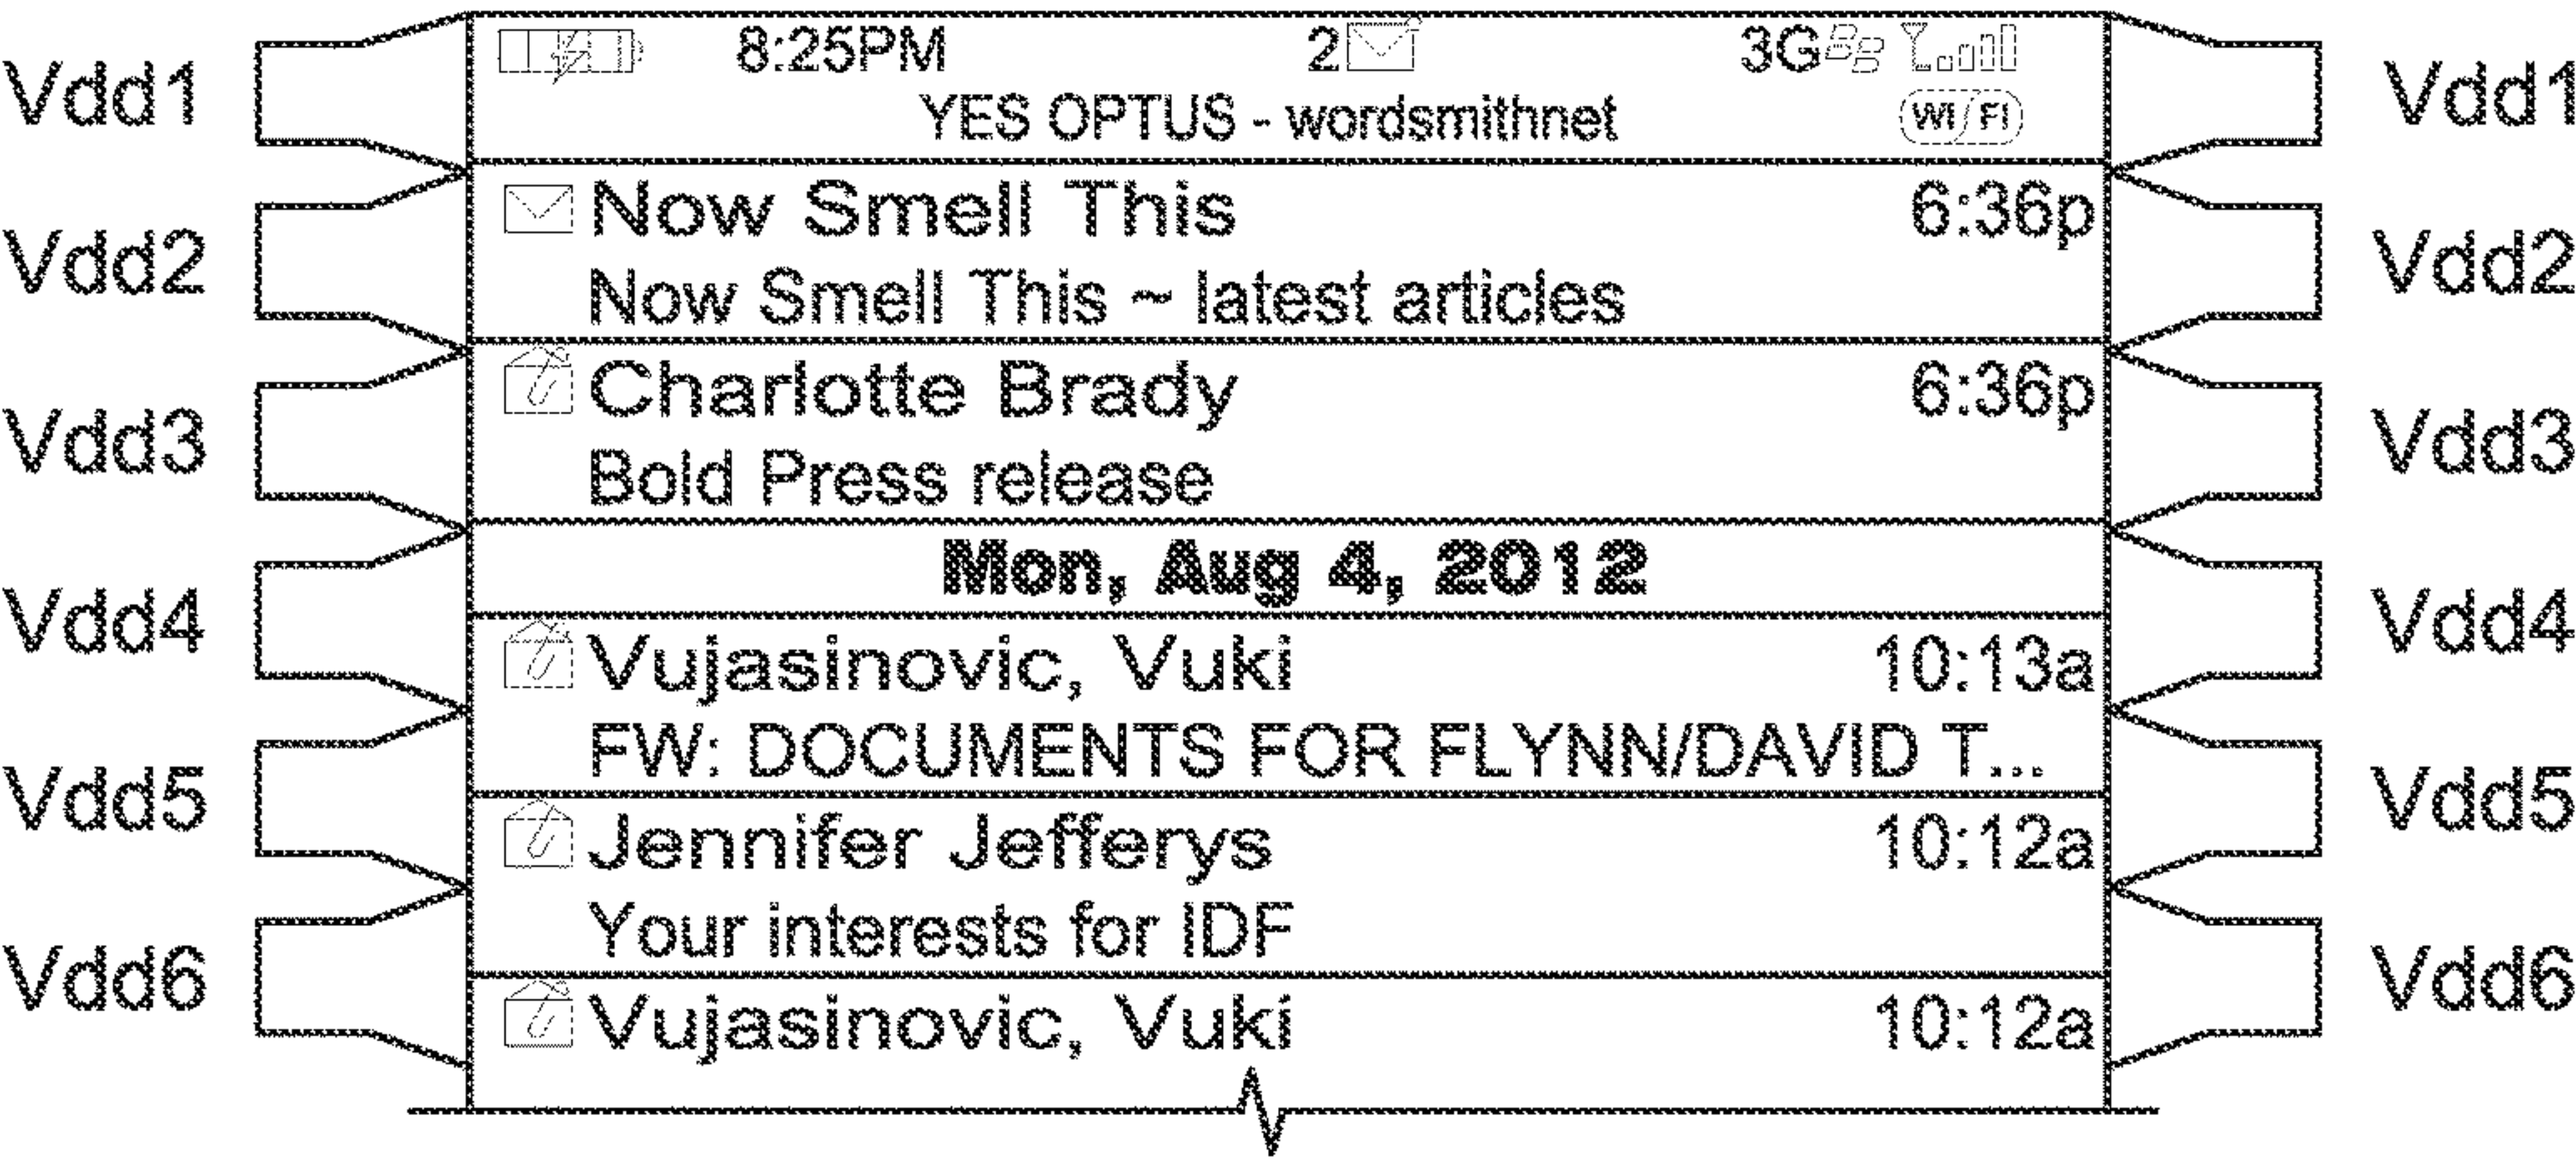 8:25PM 2 3G
Vdd1 YES OPTUS - wordsmithnet WI/FI Vdd1
Now Smell This 6:36p
Vdd2 Vdd2
Now Smell This ~ latest articles
Charlotte Brady 6:36p
Vdd3 Vdd3
Bold Press release
Mon, Aug 4, 2012
Vdd4 Vdd4
Vujasinovic, Vuki 10:13a
FW: DOCUMENTS FOR FLYNN/DAVID T...
Vdd5 Vdd5
Jennifer Jefferys 10:12a
Your interests for IDF
Vdd6 Vdd6
Vujasinovic, Vuki 10:12a